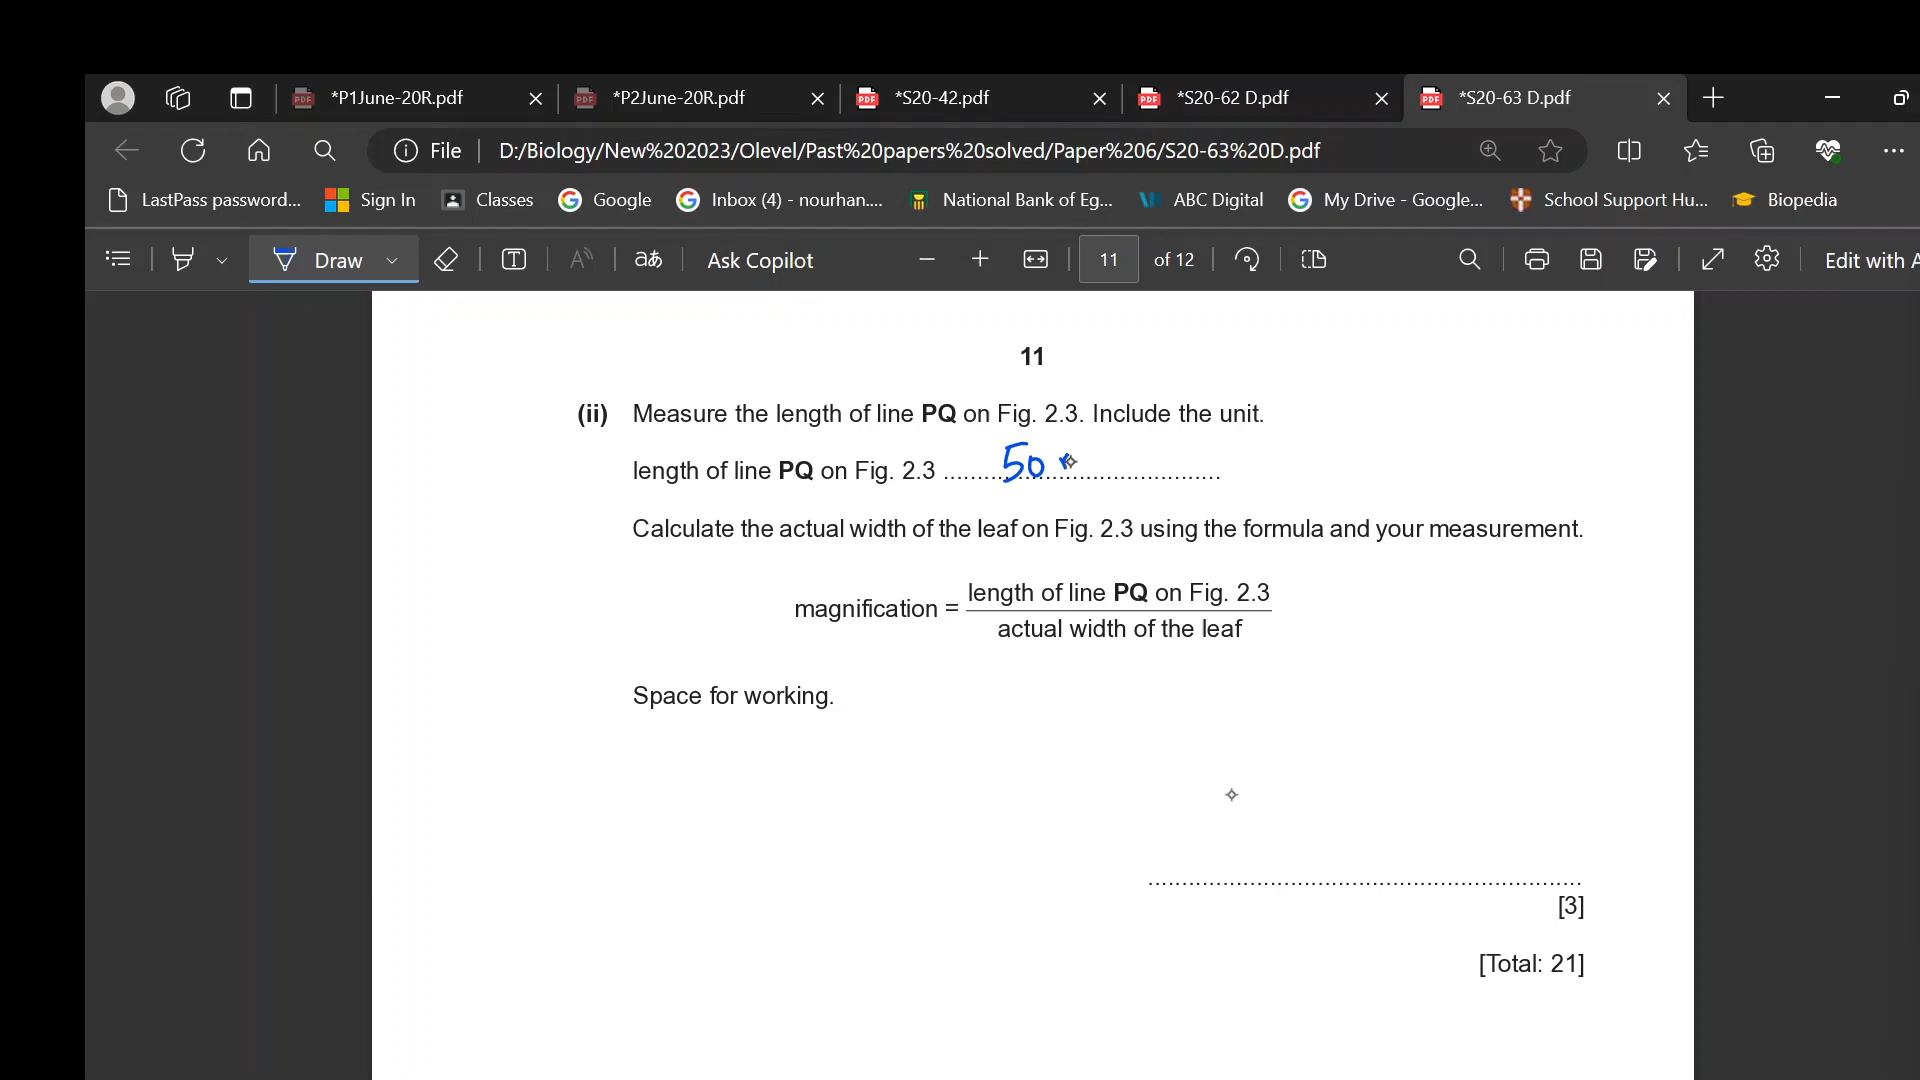 *P1June-20R.pdf
*P2June-20R.pdf
*S20-42.pdf
*S20-62 D.pdf
*S20-63 D.pdf
File D:/Biology/New%202023/Olevel/Past%20papers%20solved/Paper%206/S20-63%20D.pdf
LastPass password...
Sign In
Classes
Google
Inbox (4) - nourhan....
National Bank of Eg...
ABC Digital
My Drive - Google...
School Support Hu...
Biopedia
Draw
aあ
Ask Copilot
11 of 12
Edit with A
11
(ii) Measure the length of line PQ on Fig. 2.3. Include the unit.
length of line PQ on Fig. 2.3 ......................................... 50
Calculate the actual width of the leaf on Fig. 2.3 using the formula and your measurement.
magnification = length of line PQ on Fig. 2.3
actual width of the leaf
Space for working.
................................................................
[3]
[Total: 21]